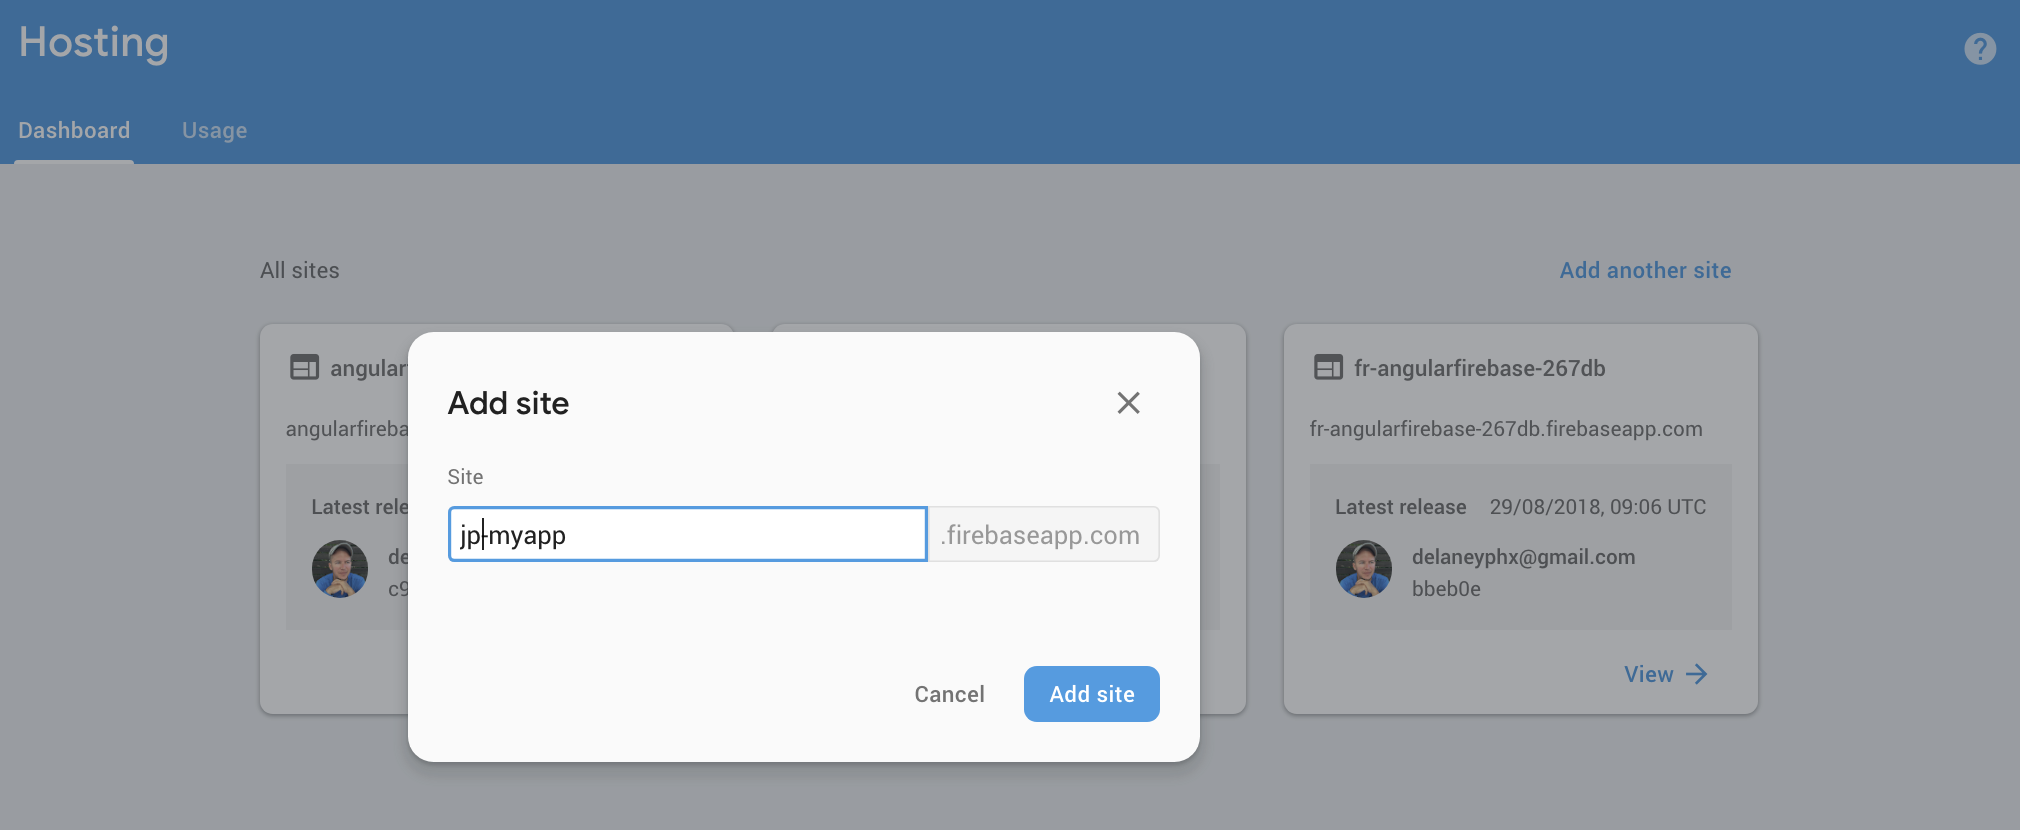 Hosting
?
Dashboard Usage
All sites Add another site
angular
angularfireba
Latest rele
de
c9
fr-angularfirebase-267db
fr-angularfirebase-267db.firebaseapp.com
Latest release 29/08/2018, 09:06 UTC
delaneyphx@gmail.com
bbeb0e
View
Add site
Site
jp-myapp .firebaseapp.com
Cancel Add site